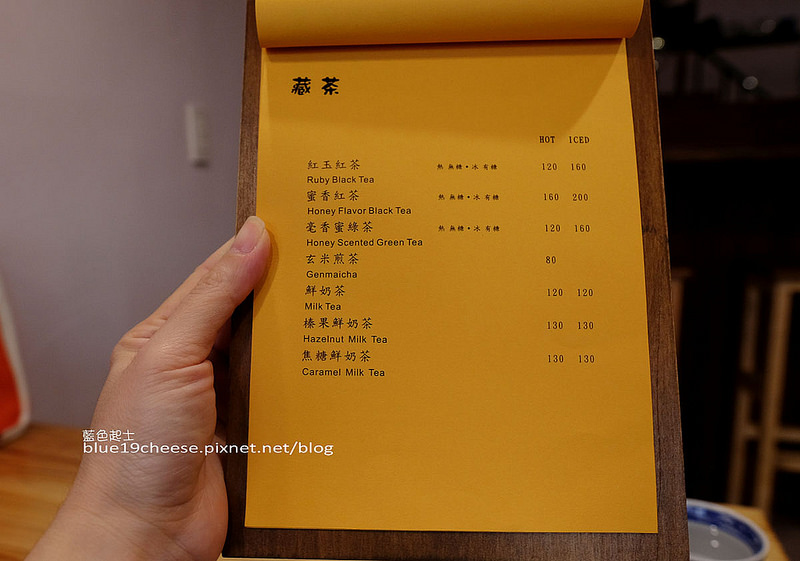 藏茶
HOT ICED
紅玉紅茶 熱 無糖・冰 有糖 120 160
Ruby Black Tea
蜜香紅茶 熱 無糖・冰 有糖 160 200
Honey Flavor Black Tea
毫香蜜綠茶 熱 無糖・冰 有糖 120 160
Honey Scented Green Tea
玄米煎茶 80
Genmaicha
鮮奶茶 120 120
Milk Tea
榛果鮮奶茶 130 130
Hazelnut Milk Tea
焦糖鮮奶茶 130 130
Caramel Milk Tea
藍色起士
blue19cheese.pixnet.net/blog